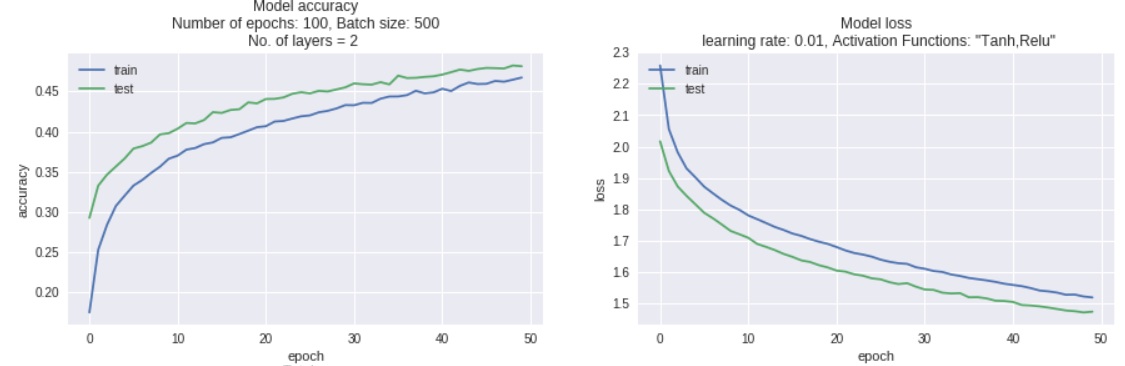 Model accuracy
Number of epochs: 100, Batch size: 500
No. of layers = 2
train
test
0.45
0.40
0.35
0.30
0.25
0.20
accuracy
0 10 20 30 40 50
epoch
Model loss
learning rate: 0.01, Activation Functions: "Tanh,Relu"
2.3
train
2.2
test
2.1
2.0
1.9
1.8
1.7
1.6
1.5
loss
0 10 20 30 40 50
epoch